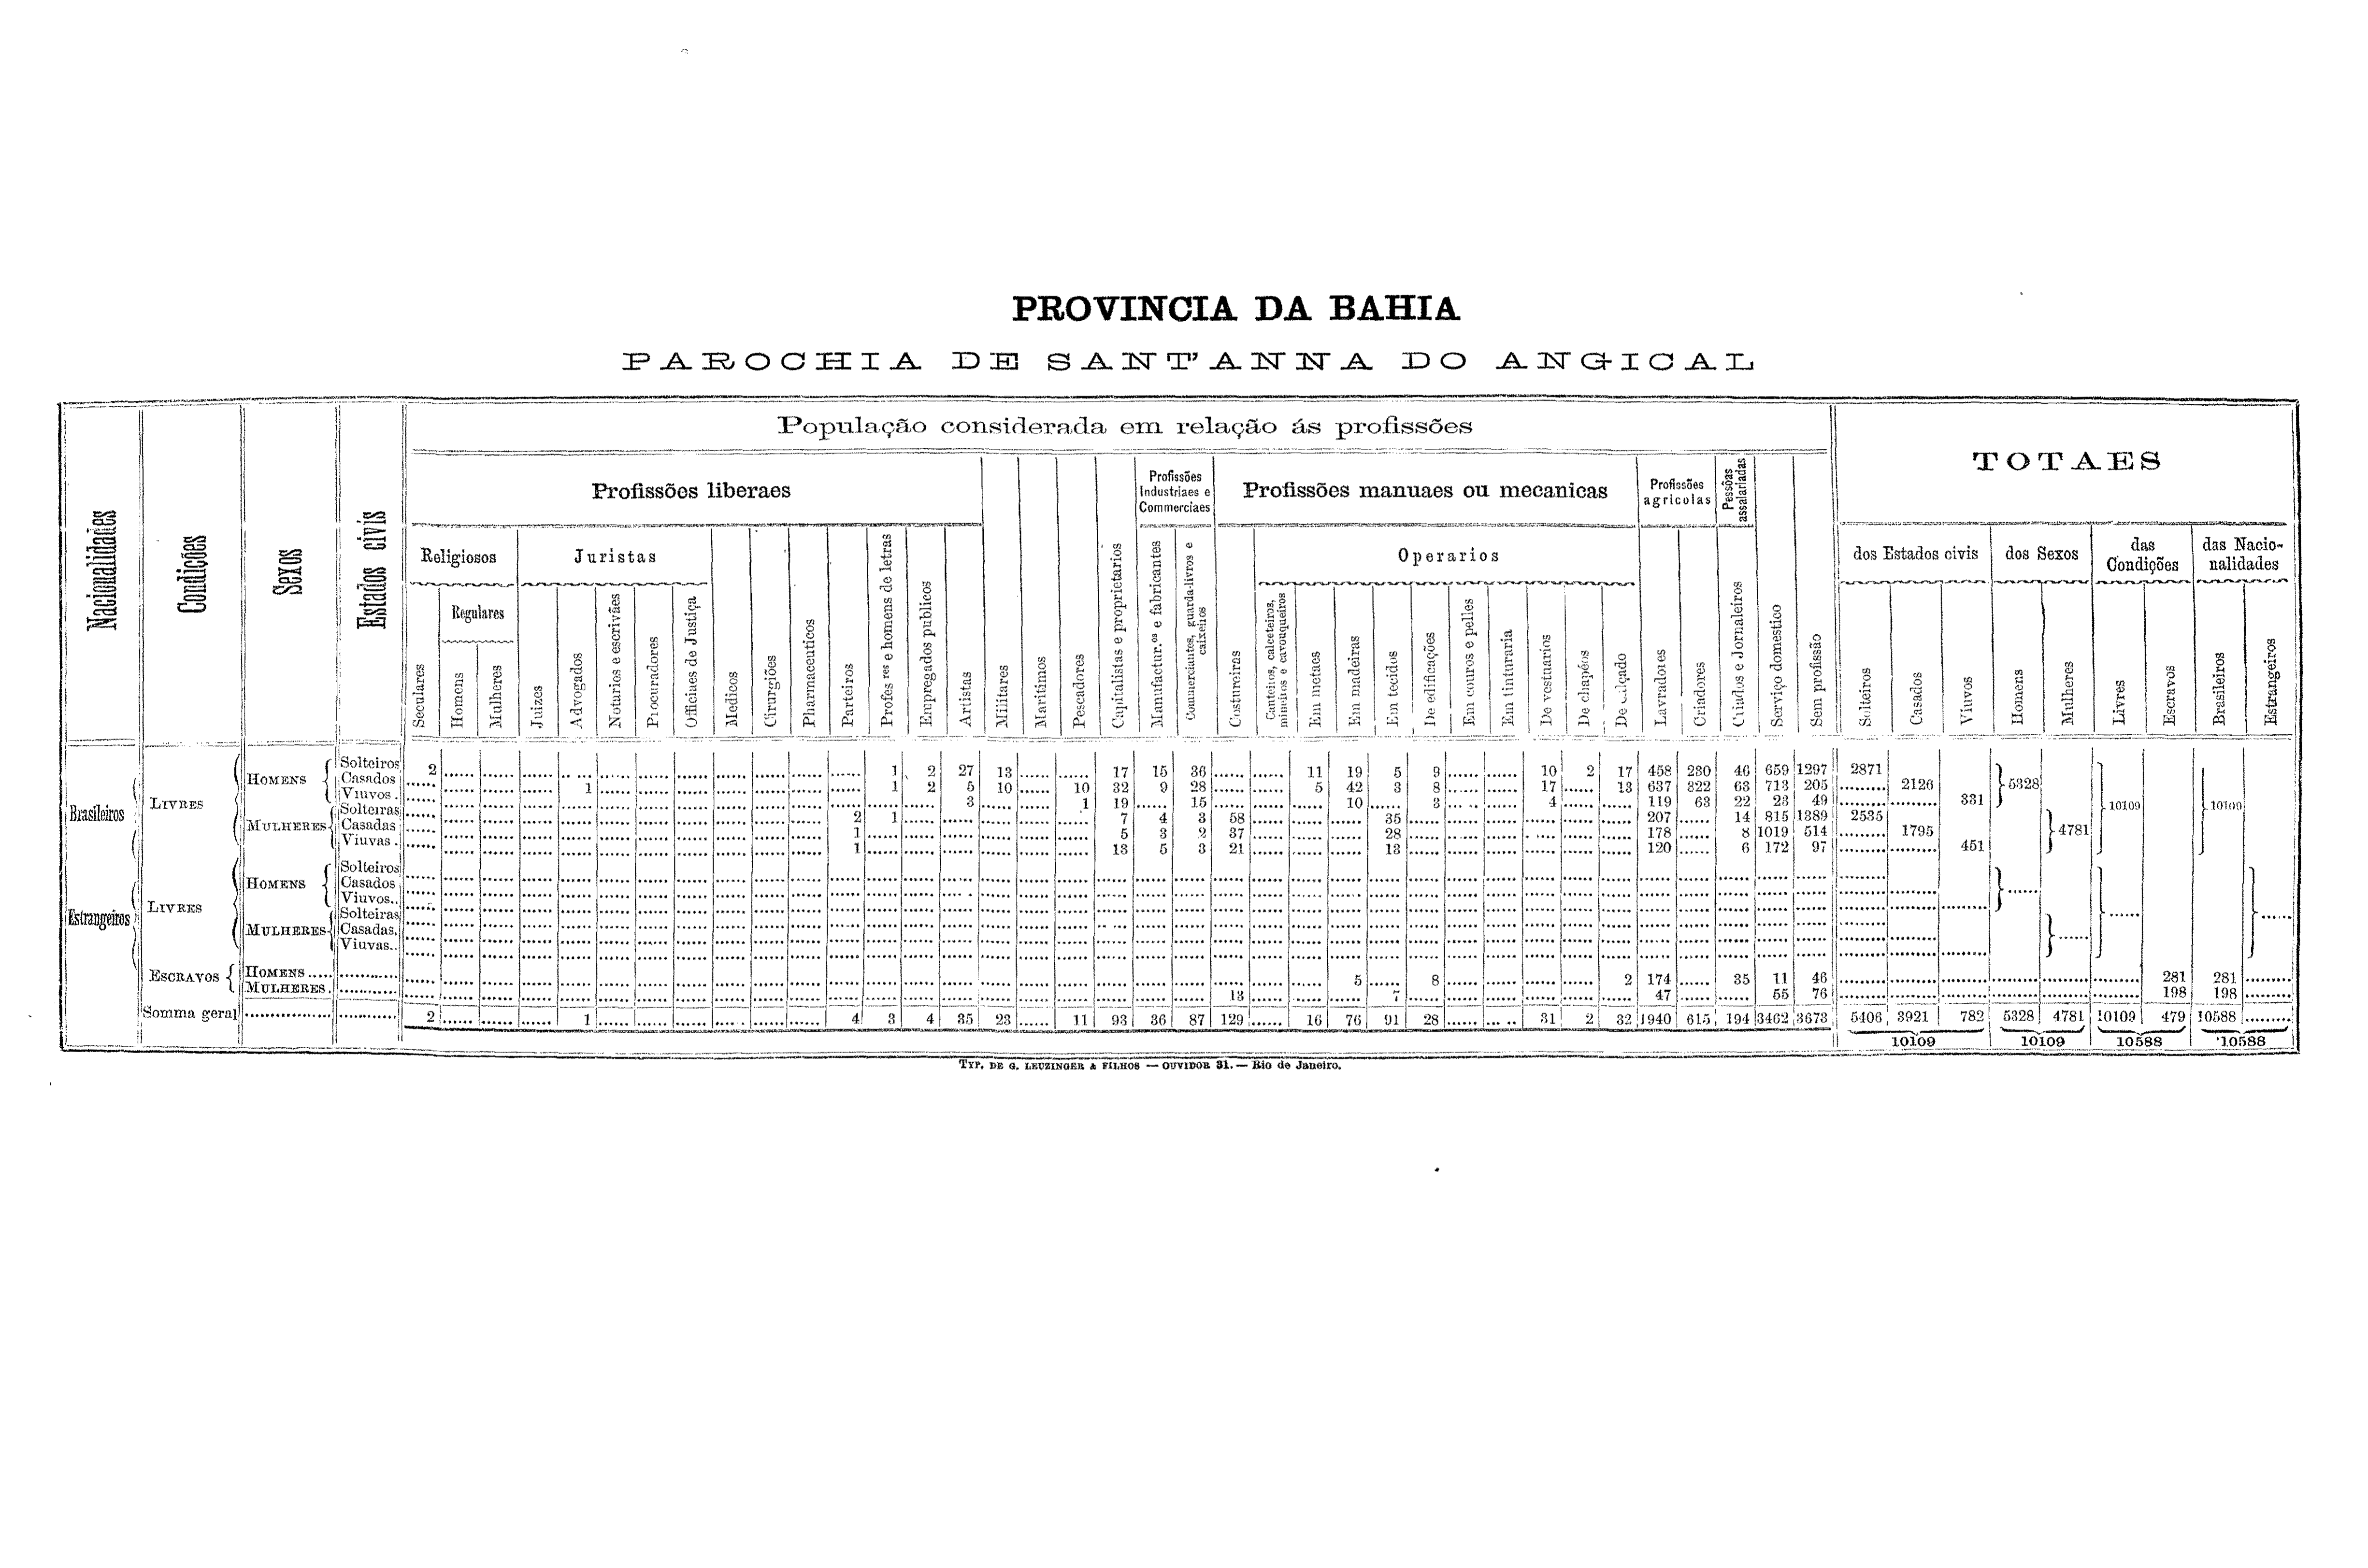 PROVINCIA DA BAHIA
PAROCHIA DE SANT'ANNA DO ANGICAL
Nacionalidades
Condições
Sexos
Estados civis
População considerada em relação ás profissões
TOTAES
Profissões liberaes
Profissões Industriaes e Commerciaes
Profissões manuaes ou mecanicas
Profissões agricolas
Pessôas assalariadas
Religiosos
Juristas
Operarios
dos Estados civis
dos Sexos
das Condições
das Nacionalidades
Regulares
Seculares
Homens
Mulheres
Juizes
Advogados
Notarios e escrivães
Procuradores
Officiaes de Justiça
Medicos
Cirurgiões
Pharmaceuticos
Parteiros
Profes.res e homens de letras
Empregados publicos
Artistas
Militares
Maritimos
Pescadores
Capitalistas e proprietarios
Manufactur.os e fabricantes
Commerciantes, guarda-livros e caixeiros
Costureiras
Canteiros, calceteiros, mineiros e cavouqueiros
Em metaes
Em madeiras
Em tecidos
De edificações
Em couros e pelles
Em tinturaria
De vestuarios
De chapéos
De calçado
Lavradores
Criadores
Criados e Jornaleiros
Serviço domestico
Sem profissão
Solteiros
Casados
Viuvos
Homens
Mulheres
Livres
Escravos
Brasileiros
Estrangeiros
Brasileiros LIVRES HOMENS Solteiros 2 1 2 27 13 17 15 36 11 19 5 9 10 2 17 458 230 46 659 1297 2871
Casados 1 1 2 5 10 10 32 9 28 5 42 3 8 17 13 637 322 63 713 205 2126 5328
Viuvos 3 1 19 15 10 3 4 119 63 22 23 49 331 10109 10109
MULHERES Solteiras 2 1 7 4 3 58 35 207 14 815 1389 2535
Casadas 1 5 3 2 37 28 178 8 1019 514 1795 4781
Viuvas 1 13 5 3 21 13 120 6 172 97 451
Estrangeiros LIVRES HOMENS Solteiros
Casados
Viuvos
MULHERES Solteiras
Casadas
Viuvas
ESCRAVOS HOMENS 5 8 2 174 35 11 46 281 281
MULHERES 13 7 47 55 76 198 198
Somma geral 2 1 4 3 4 35 23 11 93 36 87 129 16 76 91 28 31 2 32 1940 615 194 3462 3673 5406 3921 782 5328 4781 10109 479 10588
10109 10109 10588 10588
TYP. DE G. LEUZINGER & FILHOS — OUVIDOR 31. — Rio de Janeiro.